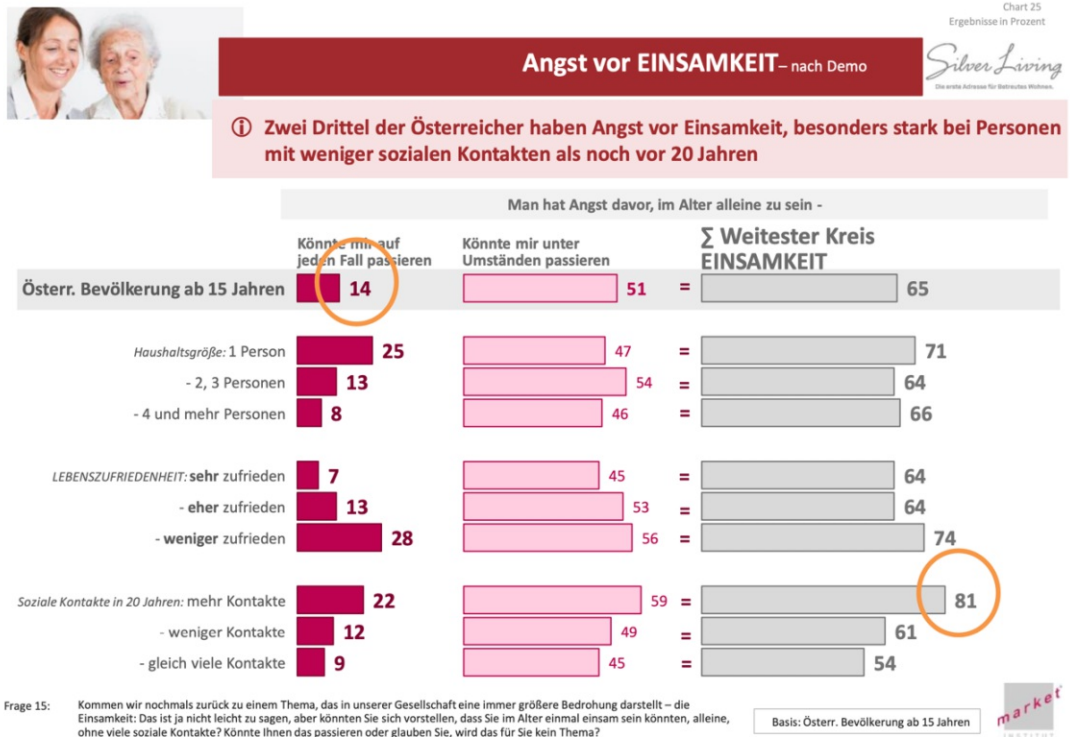 Chart 25
Ergebnisse in Prozent
Silver Living
Die erste Adresse für Betreutes Wohnen.
Angst vor EINSAMKEIT – nach Demo
ⓘ Zwei Drittel der Österreicher haben Angst vor Einsamkeit, besonders stark bei Personen
mit weniger sozialen Kontakten als noch vor 20 Jahren
Man hat Angst davor, im Alter alleine zu sein -
Könnte mir auf
jeden Fall passieren
Könnte mir unter
Umständen passieren
∑ Weitester Kreis
EINSAMKEIT
Österr. Bevölkerung ab 15 Jahren 14 51 = 65
Haushaltsgröße: 1 Person 25 47 = 71
- 2, 3 Personen 13 54 = 64
- 4 und mehr Personen 8 46 = 66
LEBENSZUFRIEDENHEIT: sehr zufrieden 7 45 = 64
- eher zufrieden 13 53 = 64
- weniger zufrieden 28 56 = 74
Soziale Kontakte in 20 Jahren: mehr Kontakte 22 59 = 81
- weniger Kontakte 12 49 = 61
- gleich viele Kontakte 9 45 = 54
Frage 15: Kommen wir nochmals zurück zu einem Thema, das in unserer Gesellschaft eine immer größere Bedrohung darstellt – die
Einsamkeit: Das ist ja nicht leicht zu sagen, aber könnten Sie sich vorstellen, dass Sie im Alter einmal einsam sein könnten, alleine,
ohne viele soziale Kontakte? Könnte Ihnen das passieren oder glauben Sie, wird das für Sie kein Thema?
Basis: Österr. Bevölkerung ab 15 Jahren
market
INSTITUT